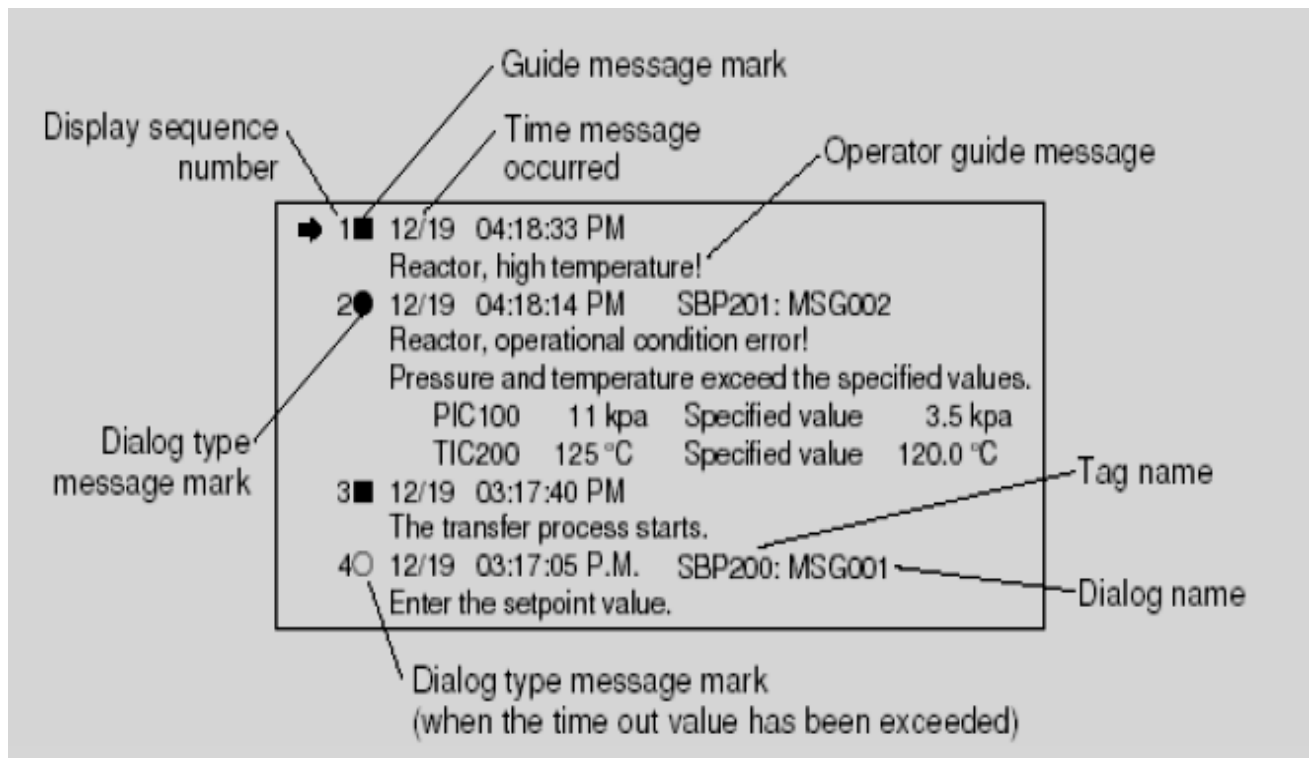 Guide message mark
Display sequence number
Time message occurred
Operator guide message
1 12/19 04:18:33 PM
Reactor, high temperature!
2 12/19 04:18:14 PM SBP201: MSG002
Reactor, operational condition error!
Pressure and temperature exceed the specified values.
PIC100 11 kpa Specified value 3.5 kpa
TIC200 125 °C Specified value 120.0 °C
Dialog type message mark
Tag name
3 12/19 03:17:40 PM
The transfer process starts.
4 12/19 03:17:05 P.M. SBP200: MSG001
Dialog name
Enter the setpoint value.
Dialog type message mark
(when the time out value has been exceeded)